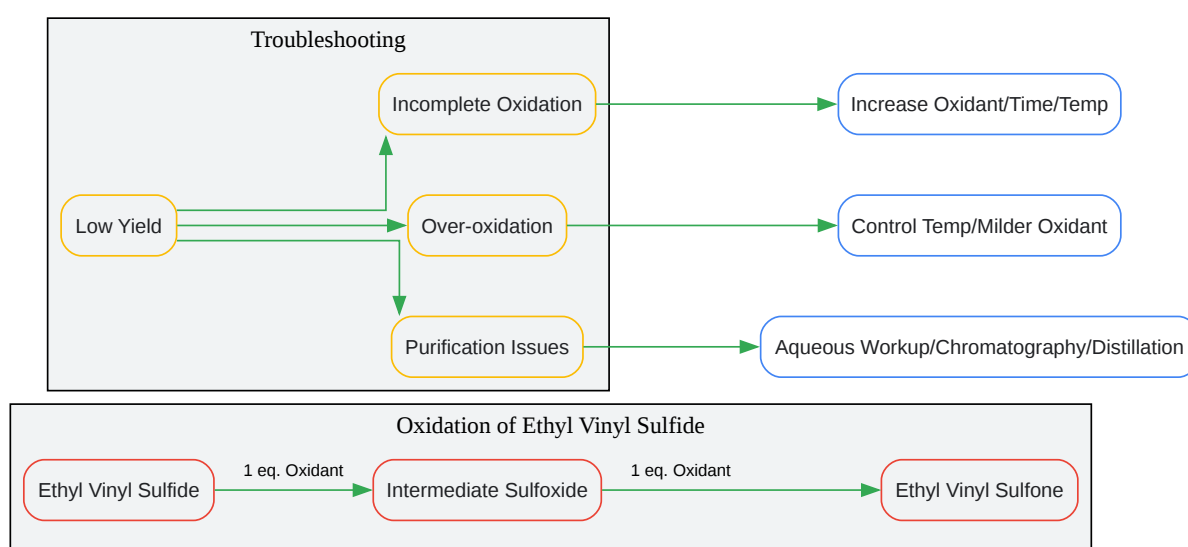 Troubleshooting
Incomplete Oxidation
Increase Oxidant/Time/Temp
Low Yield
Over-oxidation
Control Temp/Milder Oxidant
Purification Issues
Aqueous Workup/Chromatography/Distillation
Oxidation of Ethyl Vinyl Sulfide
Ethyl Vinyl Sulfide
1 eq. Oxidant
Intermediate Sulfoxide
1 eq. Oxidant
Ethyl Vinyl Sulfone